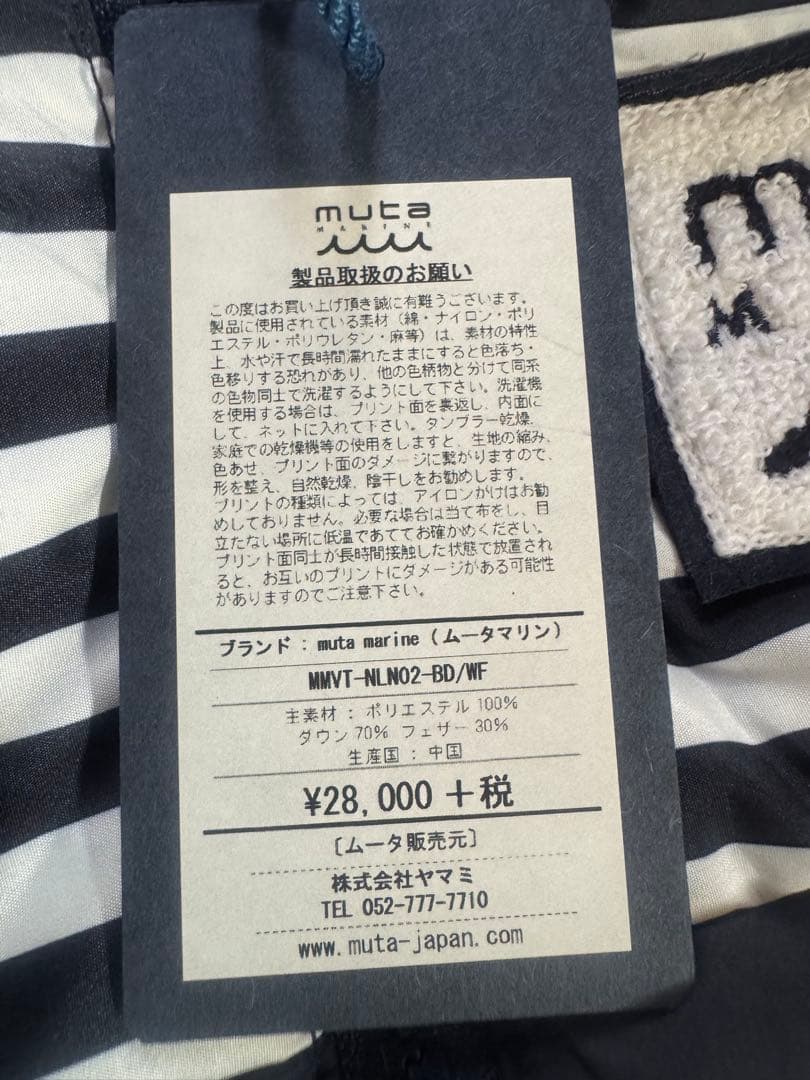 muta
MARINE
製品取扱のお願い
この度はお買い上げ頂き誠に有難うございます。
製品に使用されている素材（綿・ナイロン・ポリ
エステル・ポリウレタン・麻等）は、素材の特性
上、水や汗で長時間濡れたままにすると色落ち・
色移りする恐れがあり、他の色柄物と分けて同系
の色物同士で洗濯するようにして下さい。洗濯機
を使用する場合は、プリント面を裏返し、内面に
して、ネットに入れて下さい。タンブラー乾燥、
家庭での乾燥機等の使用をしますと、生地の縮み、
色あせ、プリント面のダメージに繋がりますので、
形を整え、自然乾燥、陰干しをお勧めします。
プリントの種類によっては、アイロンがけはお勧
めしておりません。必要な場合は当て布をし、目
立たない場所に低温であててお確かめください。
プリント面同士が長時間接触した状態で放置され
ると、お互いのプリントにダメージがある可能性
がありますのでご注意下さい。
ブランド : muta marine (ムータマリン)
MMVT-NLN02-BD/WF
主素材 : ポリエステル 100%
ダウン 70% フェザー 30%
生産国 : 中国
¥28,000 +税
[ムータ販売元]
株式会社ヤマミ
TEL 052-777-7710
www.muta-japan.com
m
M